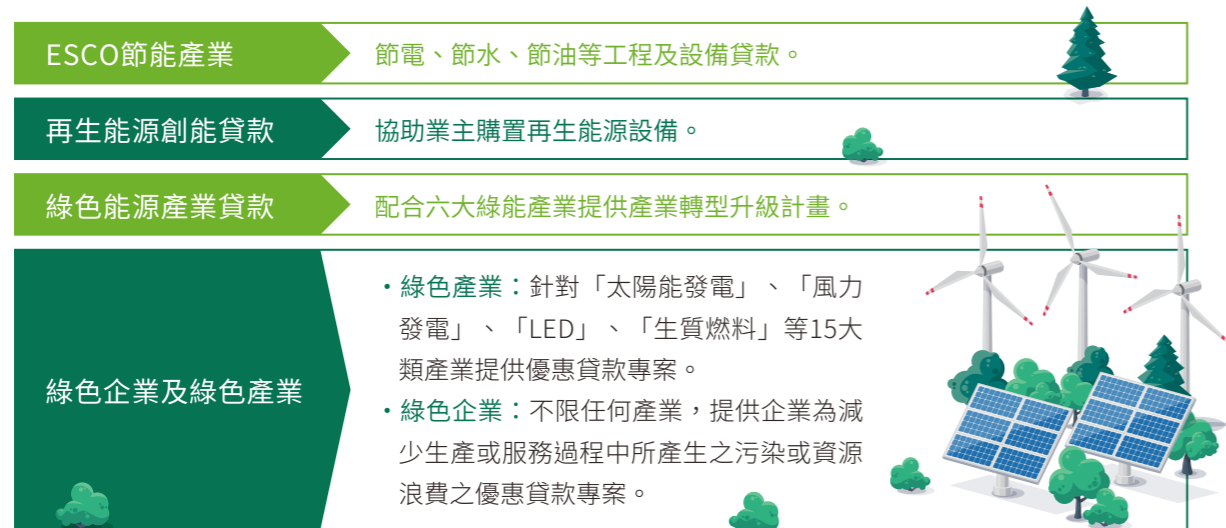 ESCO節能產業
節電、節水、節油等工程及設備貸款。
再生能源創能貸款
協助業主購置再生能源設備。
綠色能源產業貸款
配合六大綠能產業提供產業轉型升級計畫。
綠色企業及綠色產業
・綠色產業：針對「太陽能發電」、「風力
發電」、「LED」、「生質燃料」等15大
類產業提供優惠貸款專案。
・綠色企業：不限任何產業，提供企業為減
少生產或服務過程中所產生之污染或資源
浪費之優惠貸款專案。